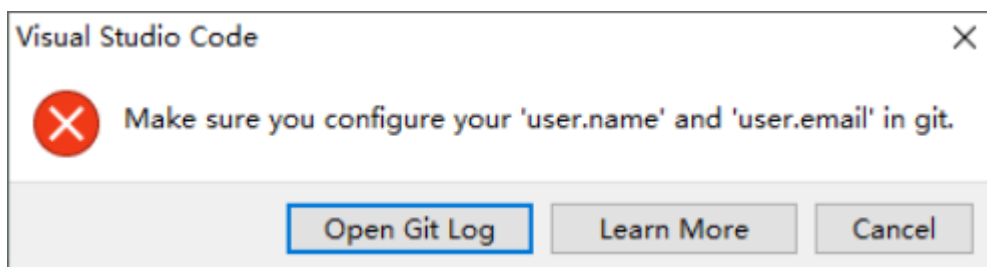 Visual Studio Code
Make sure you configure your 'user.name' and 'user.email' in git.
Open Git Log
Learn More
Cancel